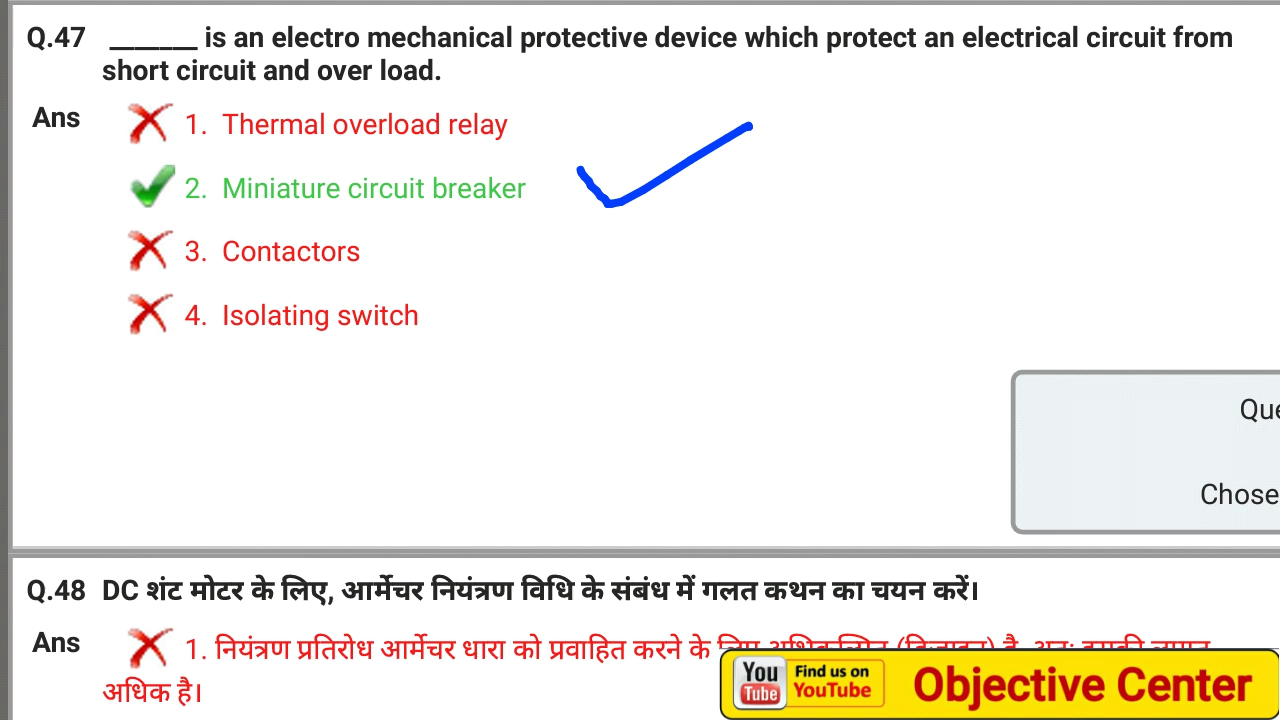 Q.47 _______ is an electro mechanical protective device which protect an electrical circuit from
short circuit and over load.
Ans
1. Thermal overload relay
2. Miniature circuit breaker
3. Contactors
4. Isolating switch
Que
Chose
Q.48 DC शंट मोटर के लिए, आर्मेचर नियंत्रण विधि के संबंध में गलत कथन का चयन करें।
Ans
1. नियंत्रण प्रतिरोध आर्मेचर धारा को प्रवाहित करने के
अधिक है।
You Tube
Find us on
YouTube
Objective Center